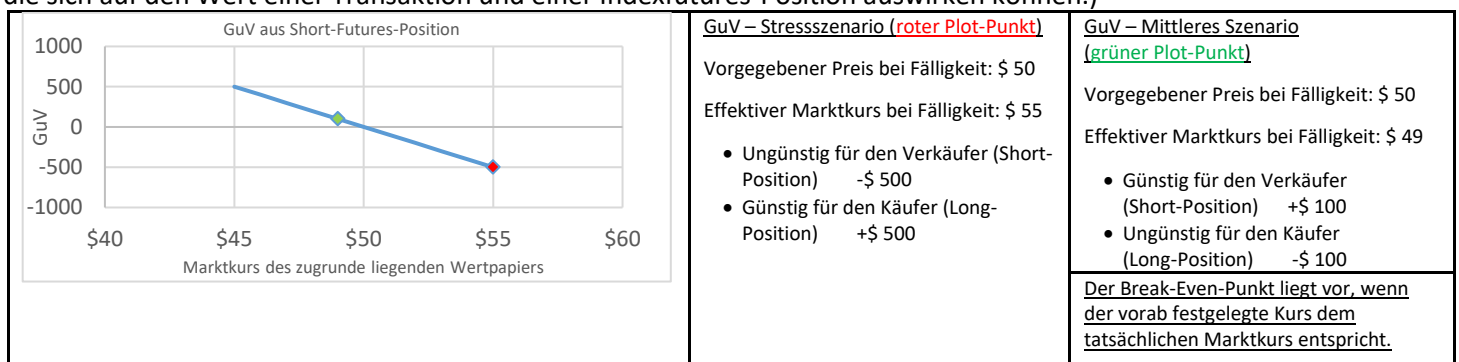 die sich auf den Wert einer Transaktion und einer Indexfutures-Position auswirken können.)
GuV aus Short-Futures-Position
1000
500
0
-500
-1000
GuV
$40 $45 $50 $55 $60
Marktkurs des zugrunde liegenden Wertpapiers
GuV – Stressszenario (roter Plot-Punkt)
Vorgegebener Preis bei Fälligkeit: $ 50
Effektiver Marktkurs bei Fälligkeit: $ 55
• Ungünstig für den Verkäufer (Short-
Position) -$ 500
• Günstig für den Käufer (Long-
Position) +$ 500
GuV – Mittleres Szenario
(grüner Plot-Punkt)
Vorgegebener Preis bei Fälligkeit: $ 50
Effektiver Marktkurs bei Fälligkeit: $ 49
• Günstig für den Verkäufer
(Short-Position) +$ 100
• Ungünstig für den Käufer
(Long-Position) -$ 100
Der Break-Even-Punkt liegt vor, wenn
der vorab festgelegte Kurs dem
tatsächlichen Marktkurs entspricht.